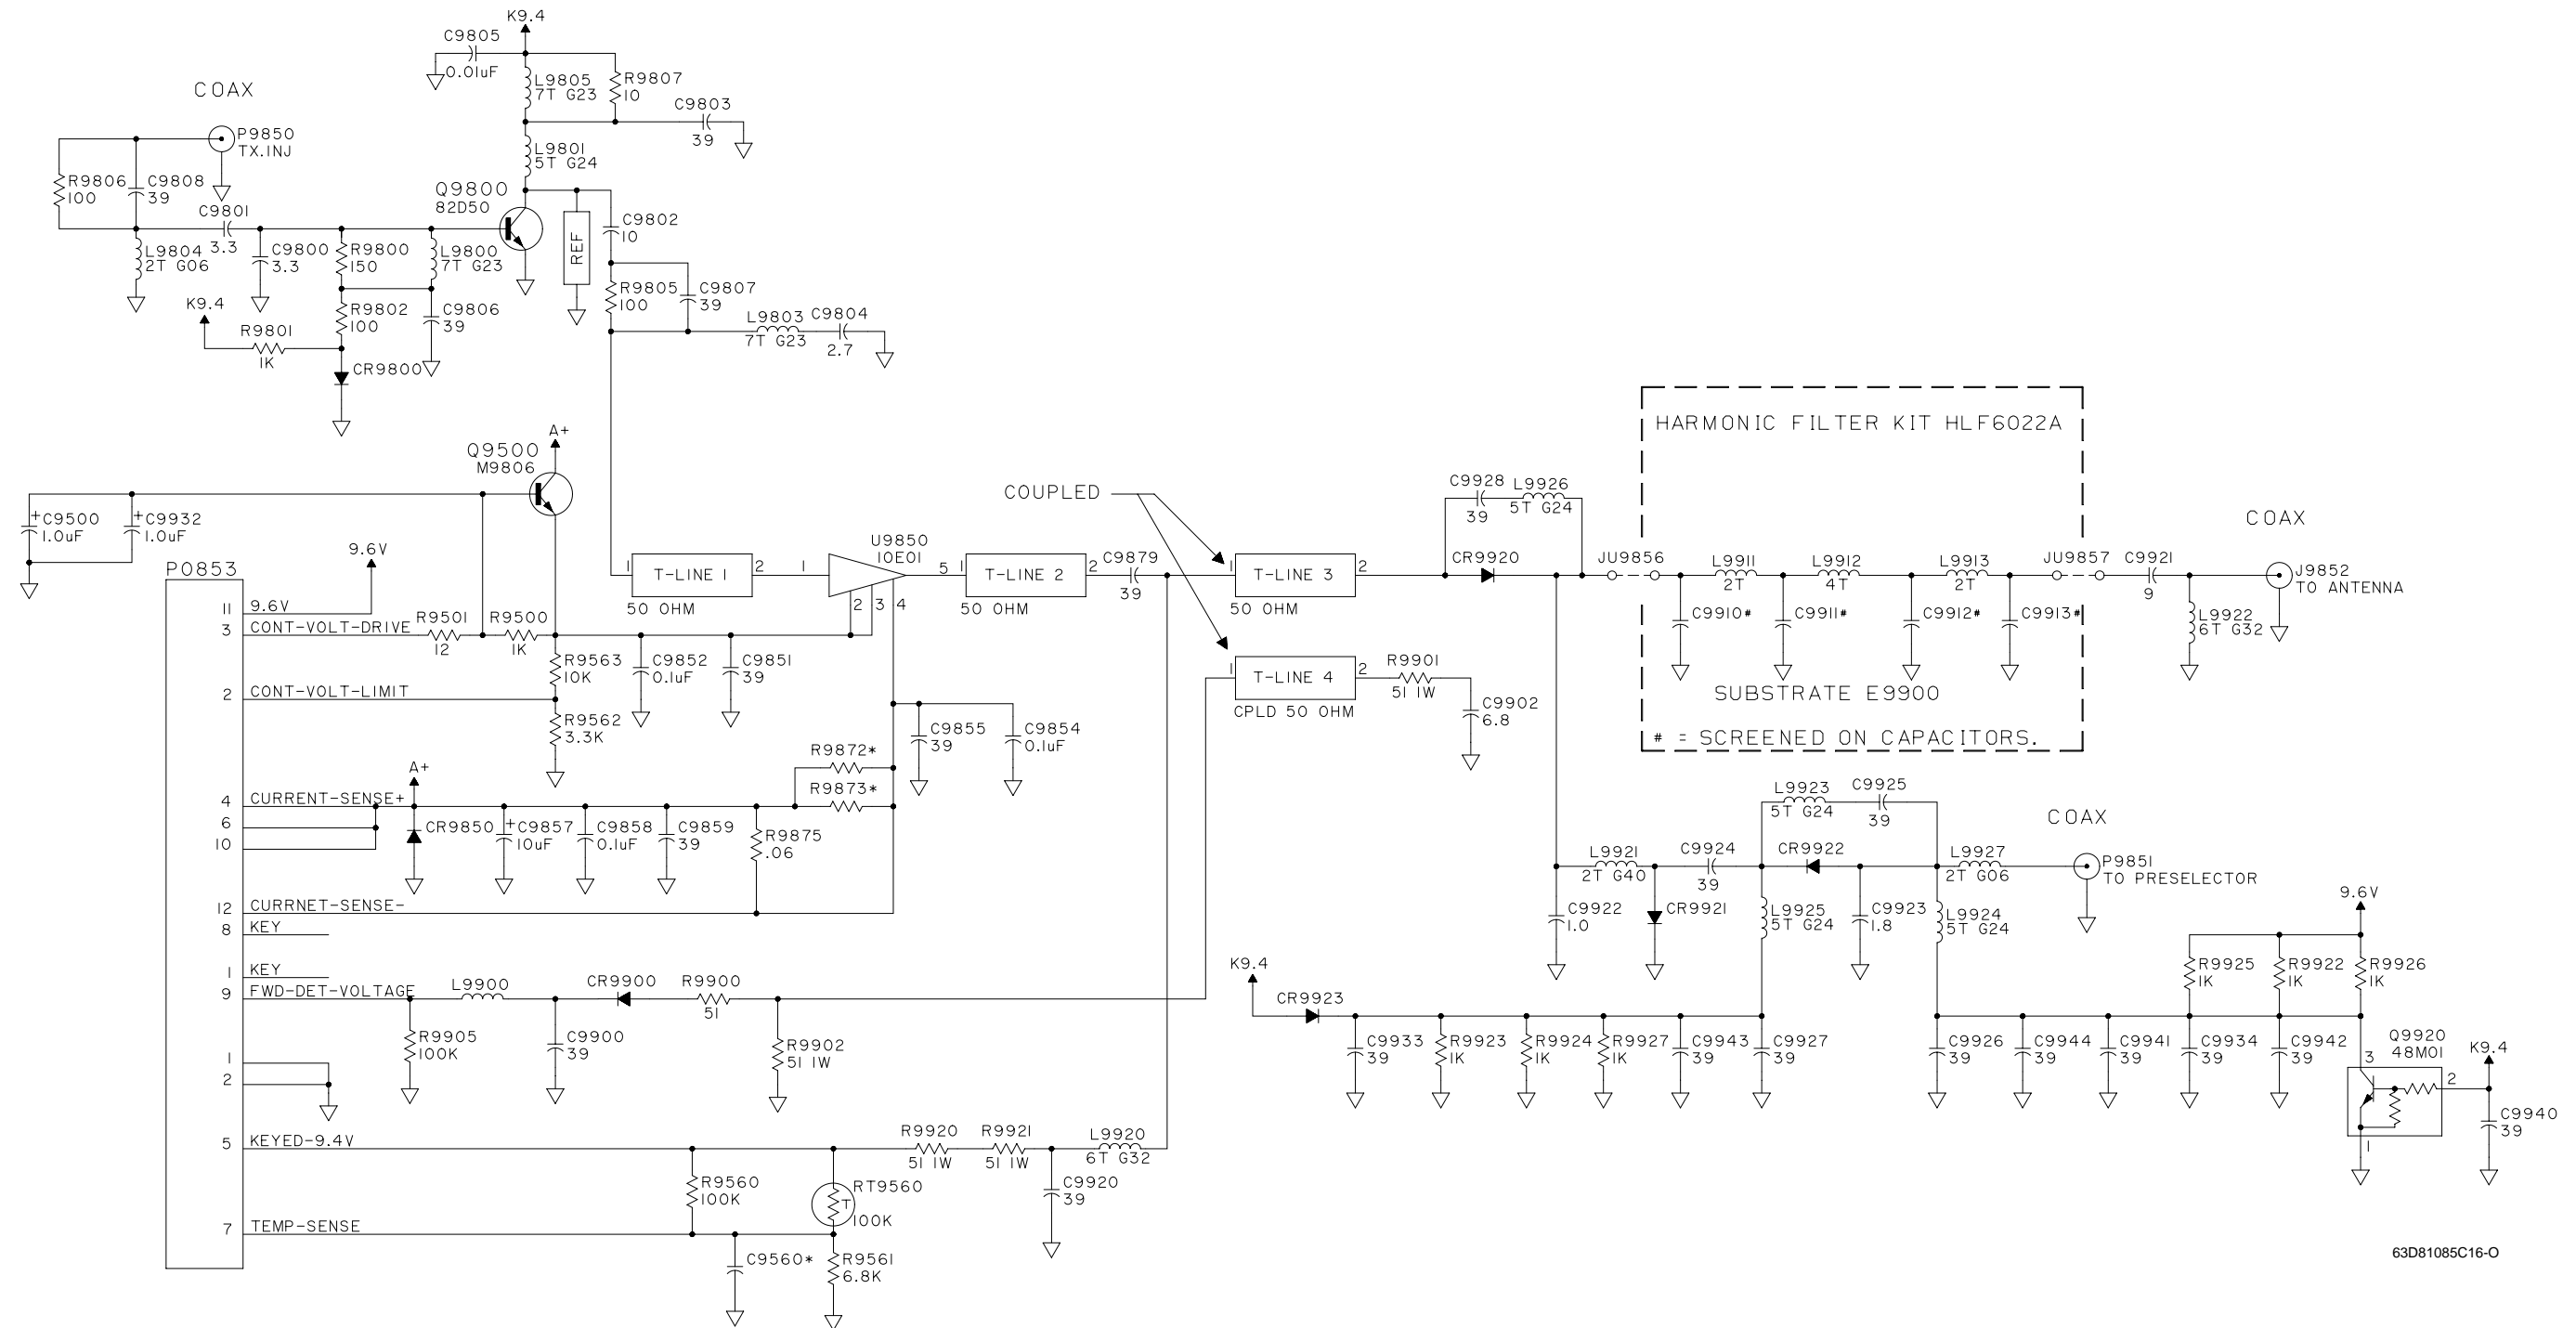 K9.4
C9805
0.01uF
L9805
7T G23
R9807
10
C9803
39
COAX
P9850
TX.INJ
L9801
5T G24
R9806
100
C9808
39
C9801
3.3
Q9800
82D50
L9804
2T G06
C9800
3.3
R9800
150
L9800
7T G23
REF
C9802
10
K9.4
R9801
1K
R9802
100
C9806
39
R9805
100
C9807
39
L9803
7T G23
C9804
2.7
CR9800
A+
Q9500
M9806
C9500
+
1.0uF
C9932
+
1.0uF
9.6V
P0853
HARMONIC FILTER KIT HLF6022A
COUPLED
C9928
39
L9926
5T G24
COAX
1 T-LINE 1 2
50 OHM
U9850
10E01
1 2 3 4 5
1 T-LINE 2 2
50 OHM
C9879
39
1 T-LINE 3 2
50 OHM
CR9920
JU9856
L9911
2T
L9912
4T
L9913
2T
JU9857
C9921
9
J9852
TO ANTENNA
C9910#
C9911#
C9912#
C9913#
L9922
6T G32
11 9.6V
3 CONT-VOLT-DRIVE
R9501
12
R9500
1K
R9563
10K
C9852
0.1uF
C9851
39
2 CONT-VOLT-LIMIT
R9562
3.3K
1 T-LINE 4 2
CPLD 50 OHM
R9901
51 1W
C9902
6.8
SUBSTRATE E9900
# = SCREENED ON CAPACITORS.
C9855
39
C9854
0.1uF
R9872*
R9873*
A+
4 CURRENT-SENSE+
6
10
CR9850
C9857
+
10uF
C9858
0.1uF
C9859
39
R9875
.06
L9923
5T G24
C9925
39
COAX
L9921
2T G40
C9924
39
CR9922
L9927
2T G06
P9851
TO PRESELECTOR
12 CURRNET-SENSE-
8 KEY
1 KEY
9 FWD-DET-VOLTAGE
C9922
1.0
CR9921
L9925
5T G24
C9923
1.8
L9924
5T G24
9.6V
L9900
CR9900
R9900
51
K9.4
CR9923
R9925
1K
R9922
1K
R9926
1K
R9905
100K
C9900
39
R9902
51 1W
C9933
39
R9923
1K
R9924
1K
R9927
1K
C9943
39
C9927
39
C9926
39
C9944
39
C9941
39
C9934
39
C9942
39
Q9920
48M01
3
2
1
K9.4
C9940
39
1
2
5 KEYED-9.4V
R9920
51 1W
R9921
51 1W
L9920
6T G32
R9560
100K
RT9560
T
100K
C9920
39
7 TEMP-SENSE
C9560*
R9561
6.8K
63D81085C16-O